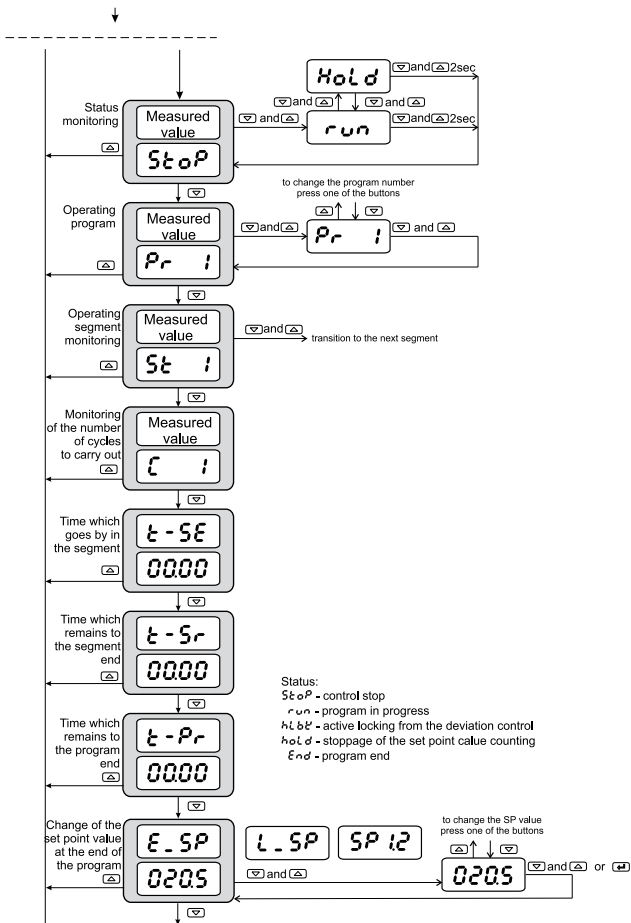 Hold
and 2sec
and
and
Status
monitoring
Measured
value
StoP
and
run
and 2sec
to change the program number
press one of the buttons
Operating
program
Measured
value
Pr 1
and
Pr 1
and
Operating
segment
monitoring
Measured
value
St 1
and
transition to the next segment
Monitoring
of the number
of cycles
to carry out
Measured
value
C 1
Time which
goes by in
the segment
t-SE
00.00
Time which
remains to
the segment
end
t-Sr
00.00
Time which
remains to
the program
end
t-Pr
00.00
Status:
StoP - control stop
run - program in progress
hLbt - active locking from the deviation control
hold - stoppage of the set point calue counting
End - program end
Change of the
set point value
at the end of
the program
E_SP
020.5
L_SP
SP1.2
and
to change the SP value
press one of the buttons
020.5
and or